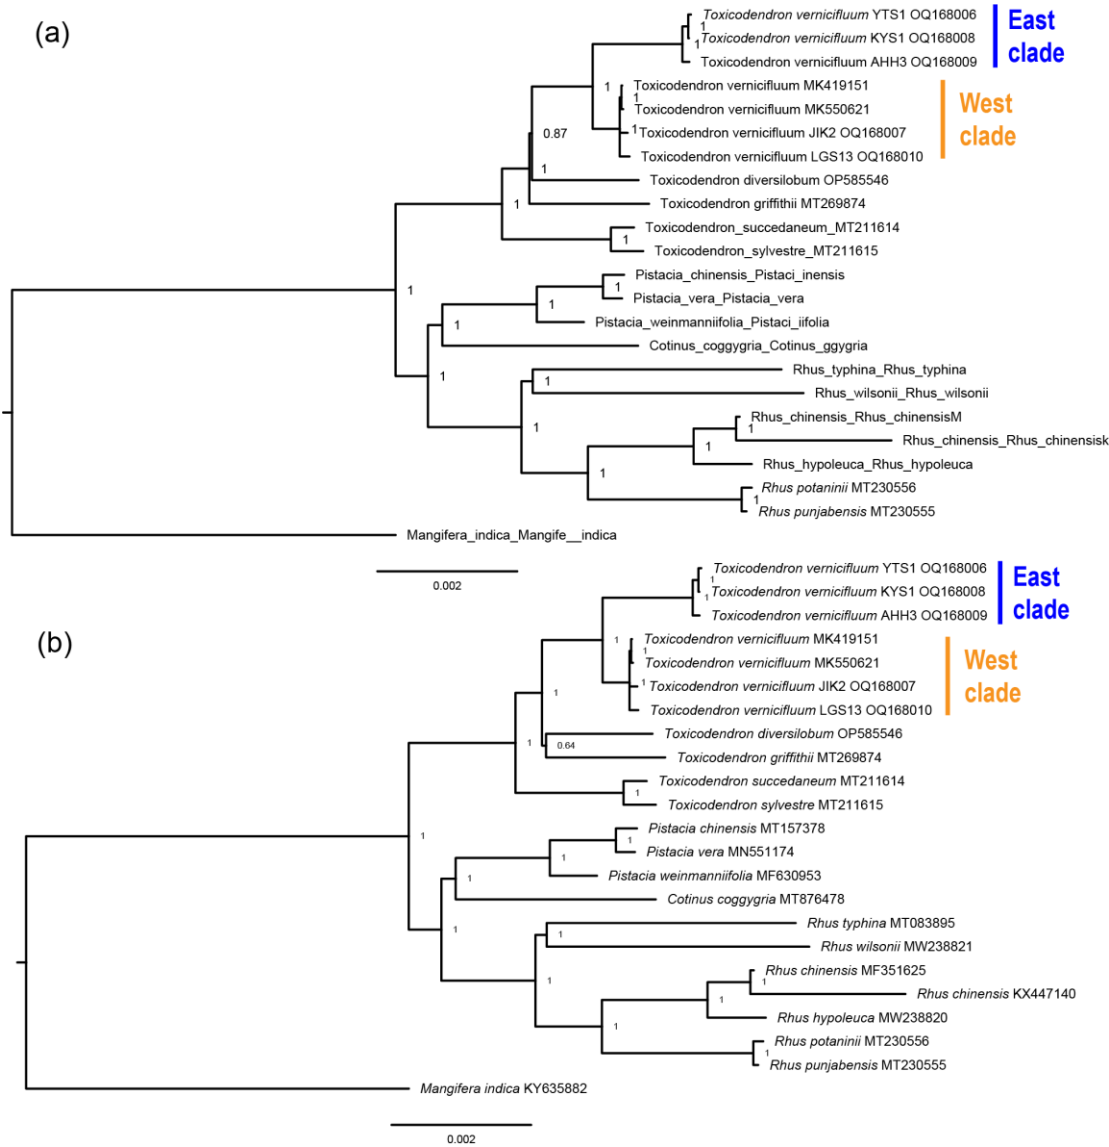 (a)
Toxicodendron vernicifluum YTS1 OQ168006
1
Toxicodendron vernicifluum KYS1 OQ168008
1
Toxicodendron vernicifluum AHH3 OQ168009
East
clade
Toxicodendron vernicifluum MK419151
1
1
Toxicodendron vernicifluum MK550621
1
Toxicodendron vernicifluum JIK2 OQ168007
Toxicodendron vernicifluum LGS13 OQ168010
West
clade
0.87
1
Toxicodendron diversilobum OP585546
1
Toxicodendron griffithii MT269874
Toxicodendron_succedaneum_MT211614
1
Toxicodendron_sylvestre_MT211615
Pistacia_chinensis_Pistaci_inensis
1
1
Pistacia_vera_Pistacia_vera
1
Pistacia_weinmanniifolia_Pistaci_iifolia
1
Cotinus_coggygria_Cotinus_ggygria
1
Rhus_typhina_Rhus_typhina
1
Rhus_wilsonii_Rhus_wilsonii
Rhus_chinensis_Rhus_chinensisM
1
1
Rhus_chinensis_Rhus_chinensisk
1
Rhus_hypoleuca_Rhus_hypoleuca
1
Rhus potaninii MT230556
1
Rhus punjabensis MT230555
Mangifera_indica_Mangife__indica
0.002
(b)
Toxicodendron vernicifluum YTS1 OQ168006
1
Toxicodendron vernicifluum KYS1 OQ168008
1
Toxicodendron vernicifluum AHH3 OQ168009
East
clade
Toxicodendron vernicifluum MK419151
1
1
Toxicodendron vernicifluum MK550621
1
Toxicodendron vernicifluum JIK2 OQ168007
Toxicodendron vernicifluum LGS13 OQ168010
West
clade
1
Toxicodendron diversilobum OP585546
1
0.64
Toxicodendron griffithii MT269874
Toxicodendron succedaneum MT211614
1
Toxicodendron sylvestre MT211615
1
Pistacia chinensis MT157378
1
Pistacia vera MN551174
1
Pistacia weinmanniifolia MF630953
1
Cotinus coggygria MT876478
1
Rhus typhina MT083895
1
Rhus wilsonii MW238821
1
Rhus chinensis MF351625
1
Rhus chinensis KX447140
1
Rhus hypoleuca MW238820
1
Rhus potaninii MT230556
1
Rhus punjabensis MT230555
Mangifera indica KY635882
0.002